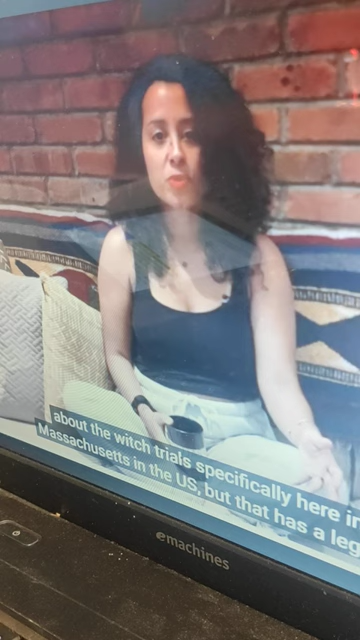 about the witch trials specifically here in
Massachusetts in the US, but that has a leg
emachines